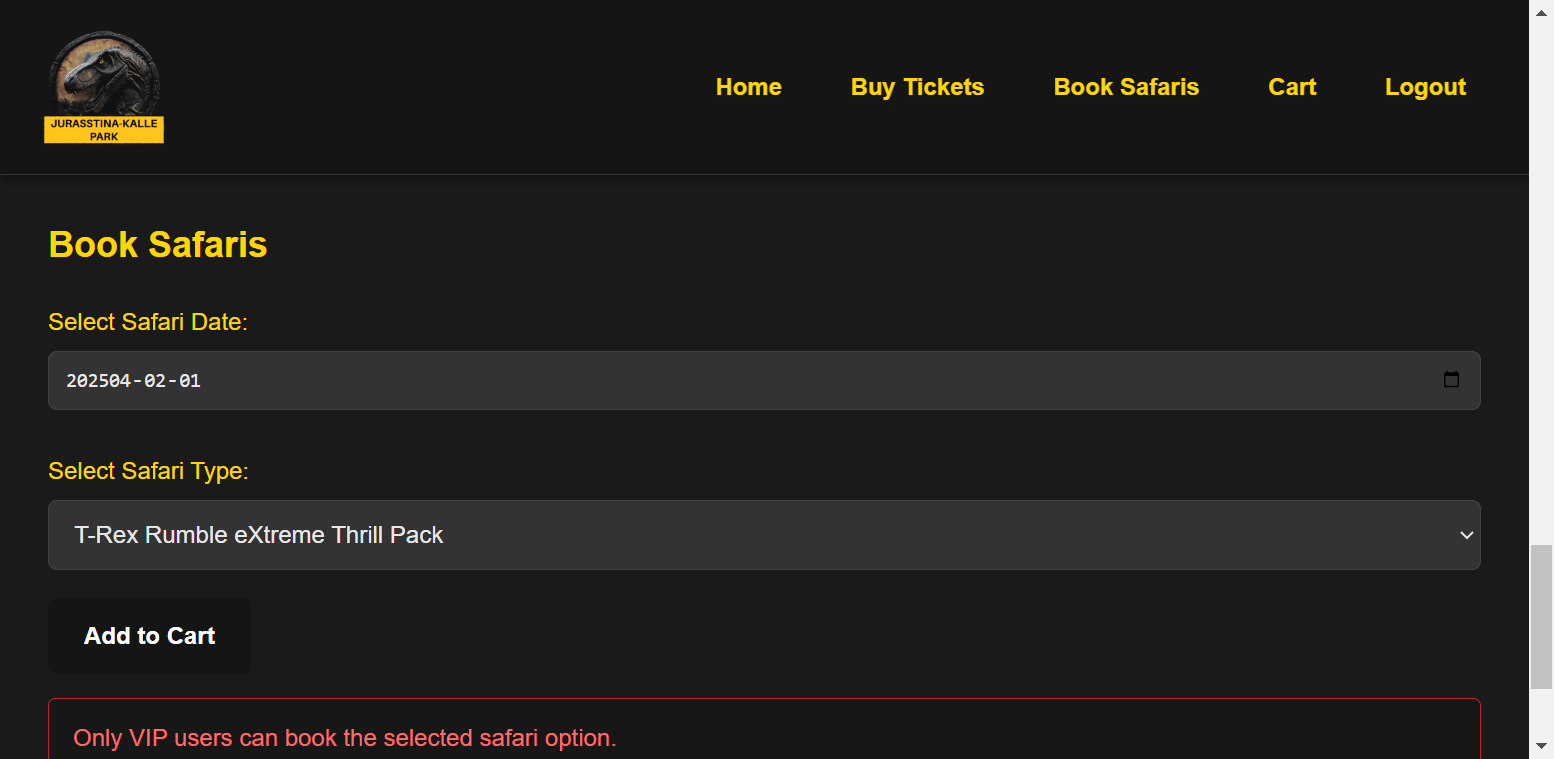 JURASSTINA-KALLE
PARK
Home
Buy Tickets
Book Safaris
Cart
Logout
Book Safaris
Select Safari Date:
202504-02-01
Select Safari Type:
T-Rex Rumble eXtreme Thrill Pack
Add to Cart
Only VIP users can book the selected safari option.